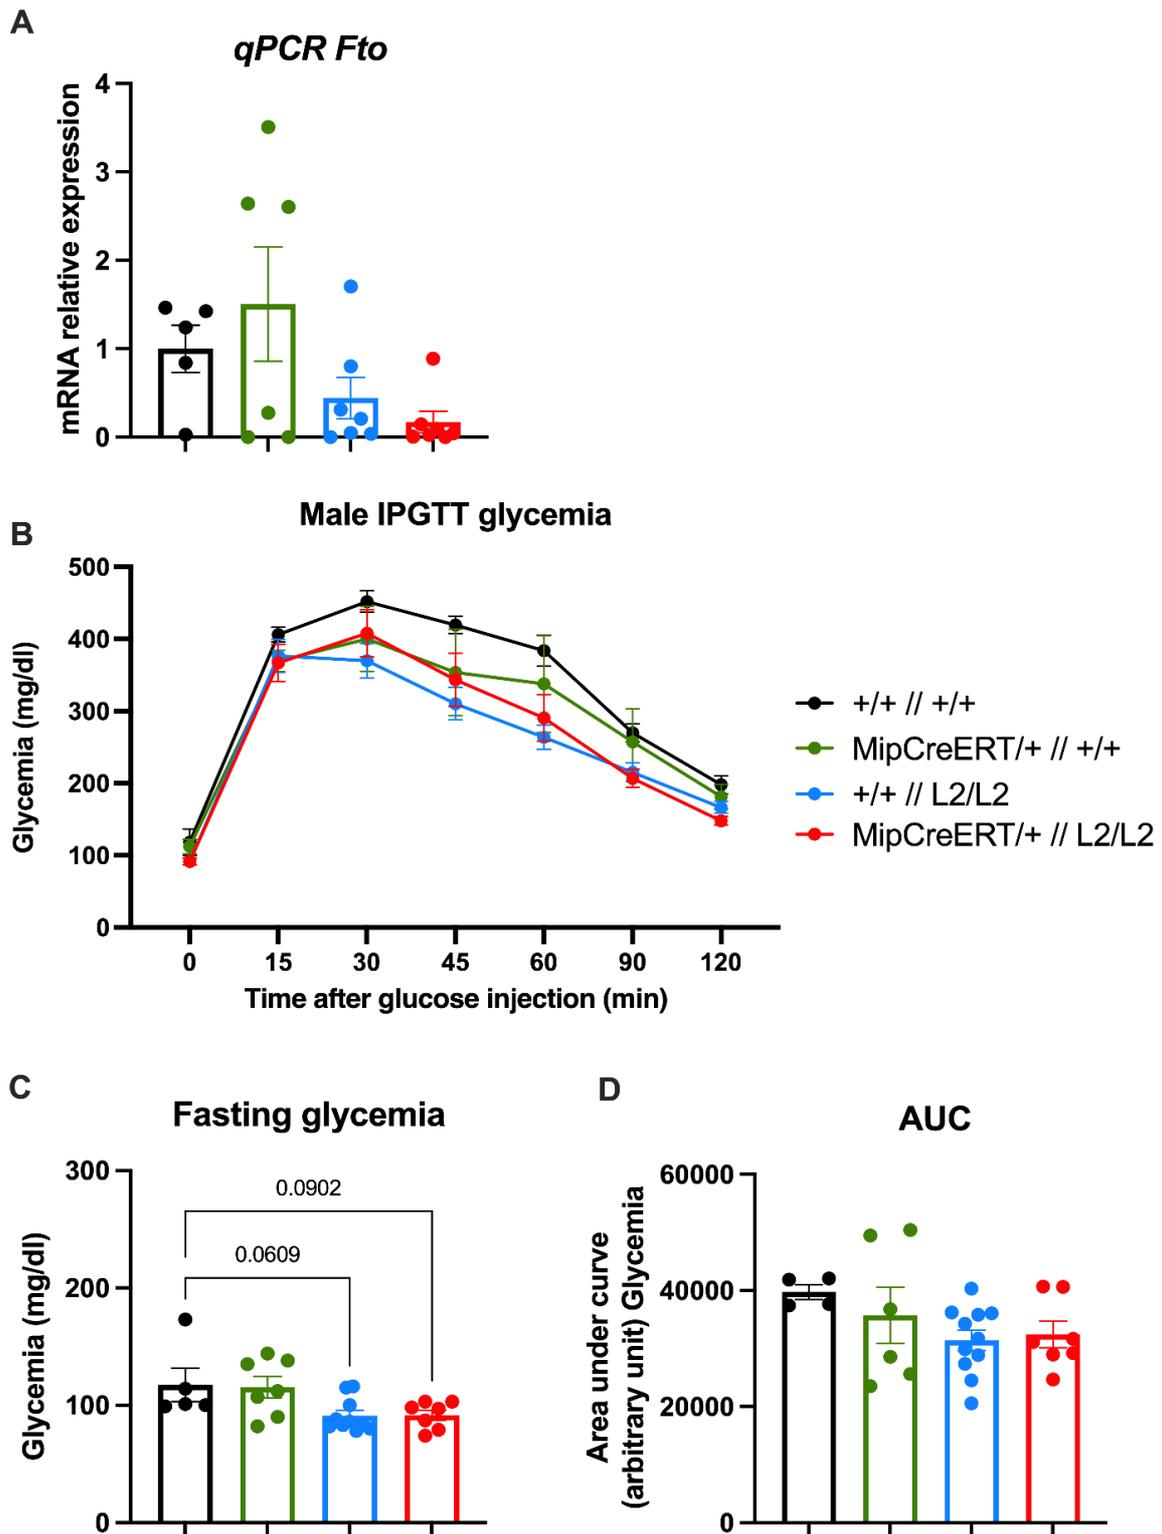 A
qPCR Fto
mRNA relative expression
4
3
2
1
0
B
Male IPGTT glycemia
Glycemia (mg/dl)
500
400
300
200
100
0
0 15 30 45 60 90 120
Time after glucose injection (min)
+/+ // +/+
MipCreERT/+ // +/+
+/+ // L2/L2
MipCreERT/+ // L2/L2
C
Fasting glycemia
Glycemia (mg/dl)
300
200
100
0
0.0902
0.0609
D
AUC
Area under curve
(arbitrary unit) Glycemia
60000
40000
20000
0